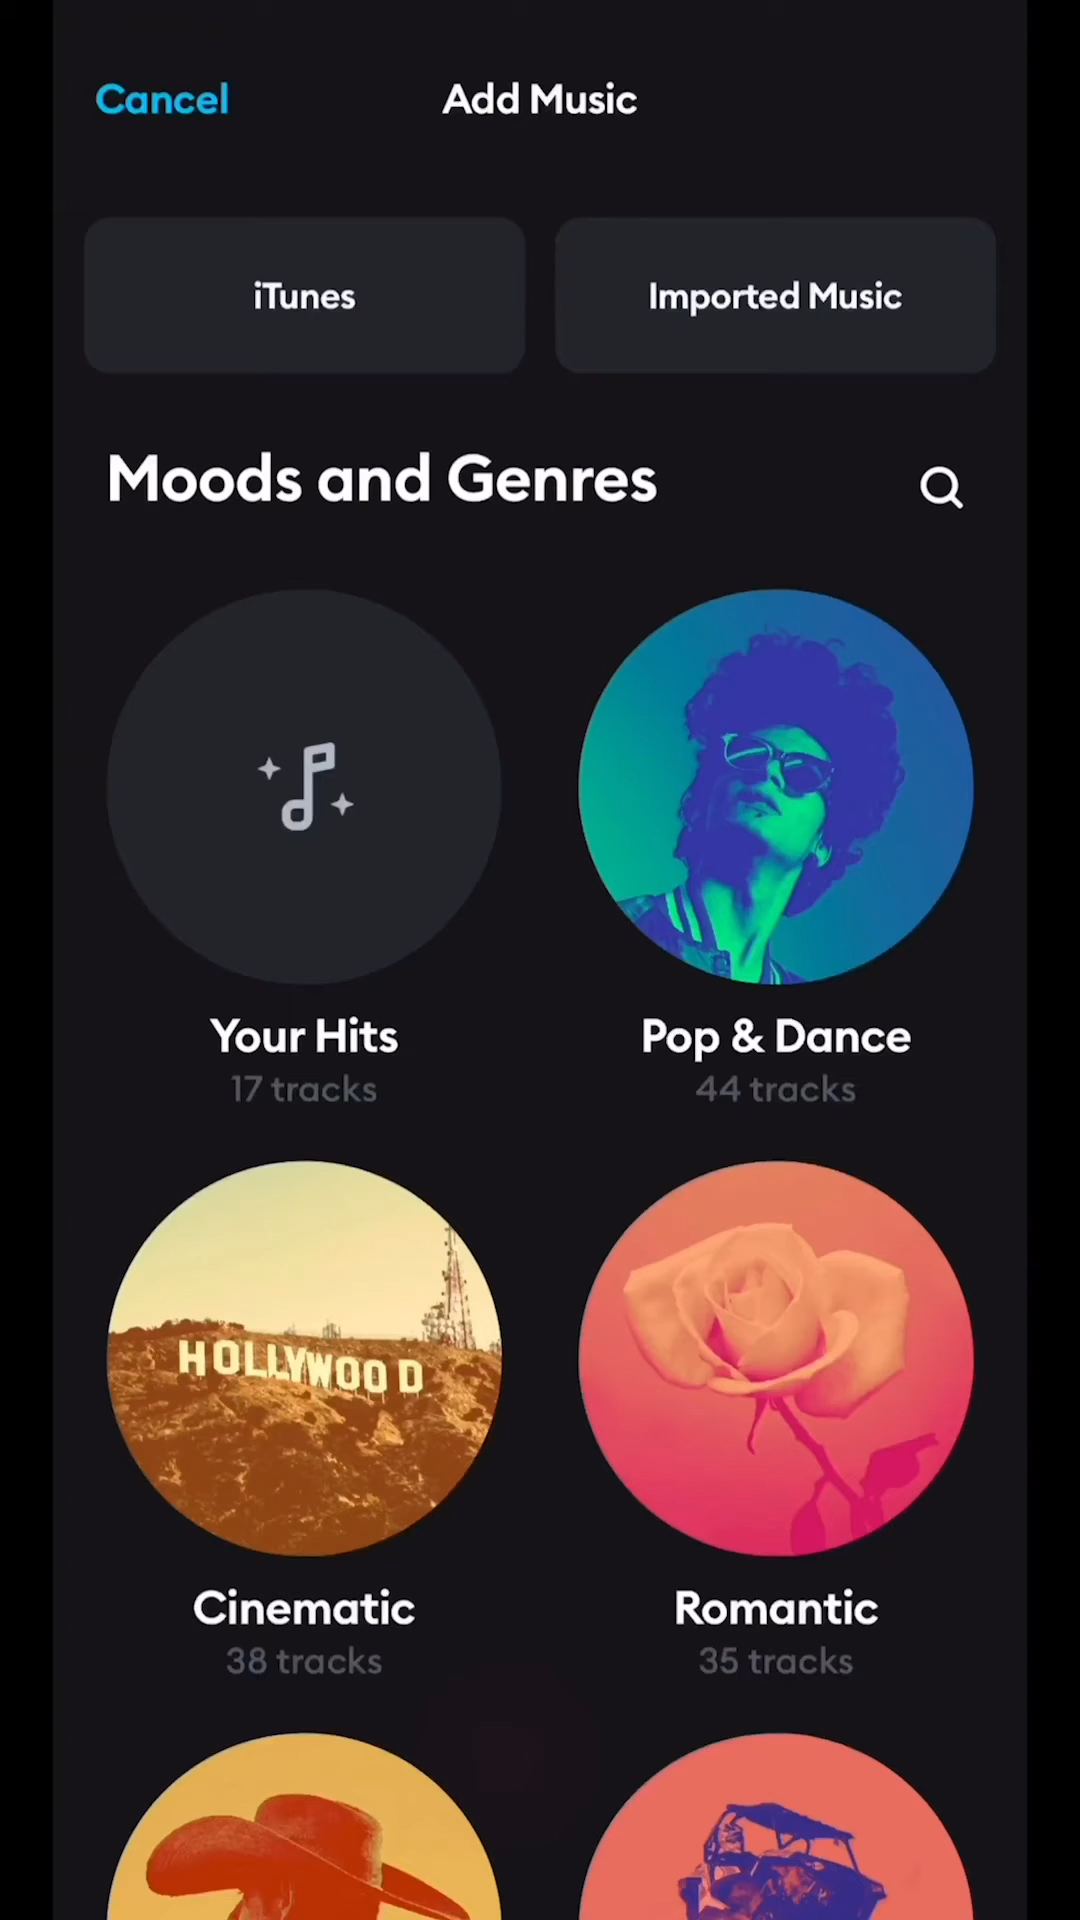 Cancel
Add Music
iTunes
Imported Music
Moods and Genres
Your Hits
17 tracks
Pop & Dance
44 tracks
HOLLYWOOD
Cinematic
38 tracks
Romantic
35 tracks